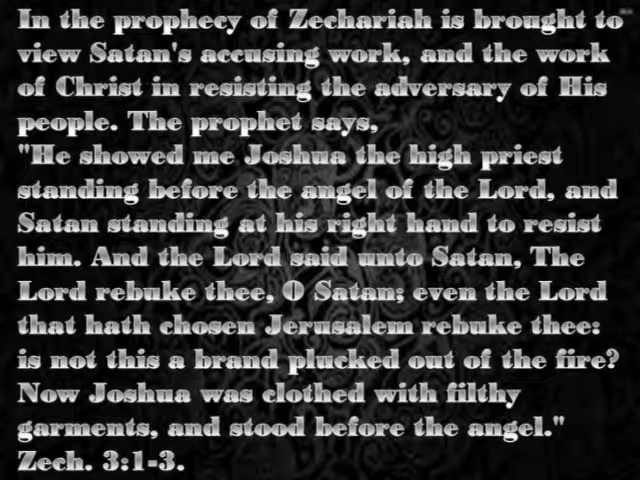 In the prophecy of Zechariah is brought to
view Satan's accusing work, and the work
of Christ in resisting the adversary of His
people. The prophet says,
"He showed me Joshua the high priest
standing before the angel of the Lord, and
Satan standing at his right hand to resist
him. And the Lord said unto Satan, The
Lord rebuke thee, O Satan; even the Lord
that hath chosen Jerusalem rebuke thee:
is not this a brand plucked out of the fire?
Now Joshua was clothed with filthy
garments, and stood before the angel."
Zech. 3:1-3.